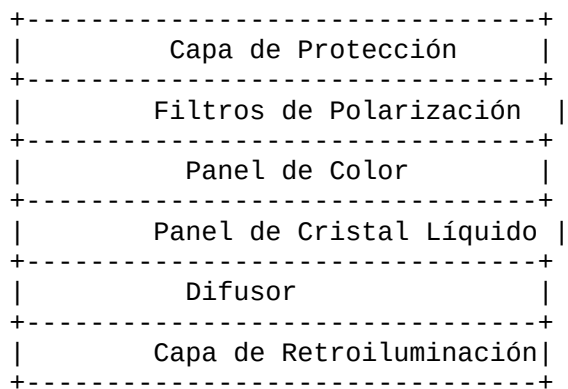 Capa de Protección
Filtros de Polarización
Panel de Color
Panel de Cristal Líquido
Difusor
Capa de Retroiluminación